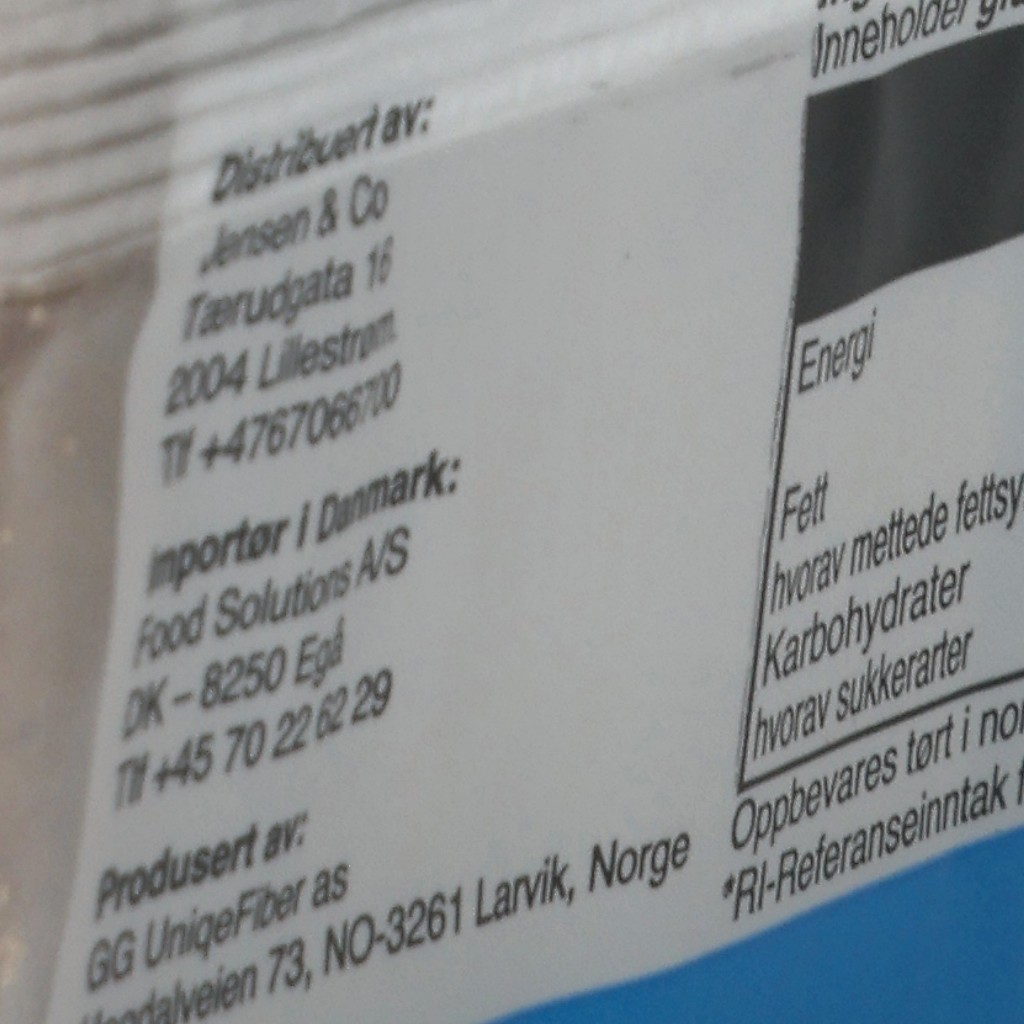 Distribuert av:
Jensen & Co
Tærudgata 16
2004 Lillestrøm
Tlf +4767066700
Importør i Danmark:
Food Solutions A/S
DK – 8250 Egå
Tlf +45 70 22 62 29
Produsert av:
GG UniqeFiber as
73, NO-3261 Larvik, Norge
Inneholder
Energi
Fett
hvorav mettede
Karbohydrater
hvorav sukkerarter
Oppbevares tørt i
*RI-Referanseinntak